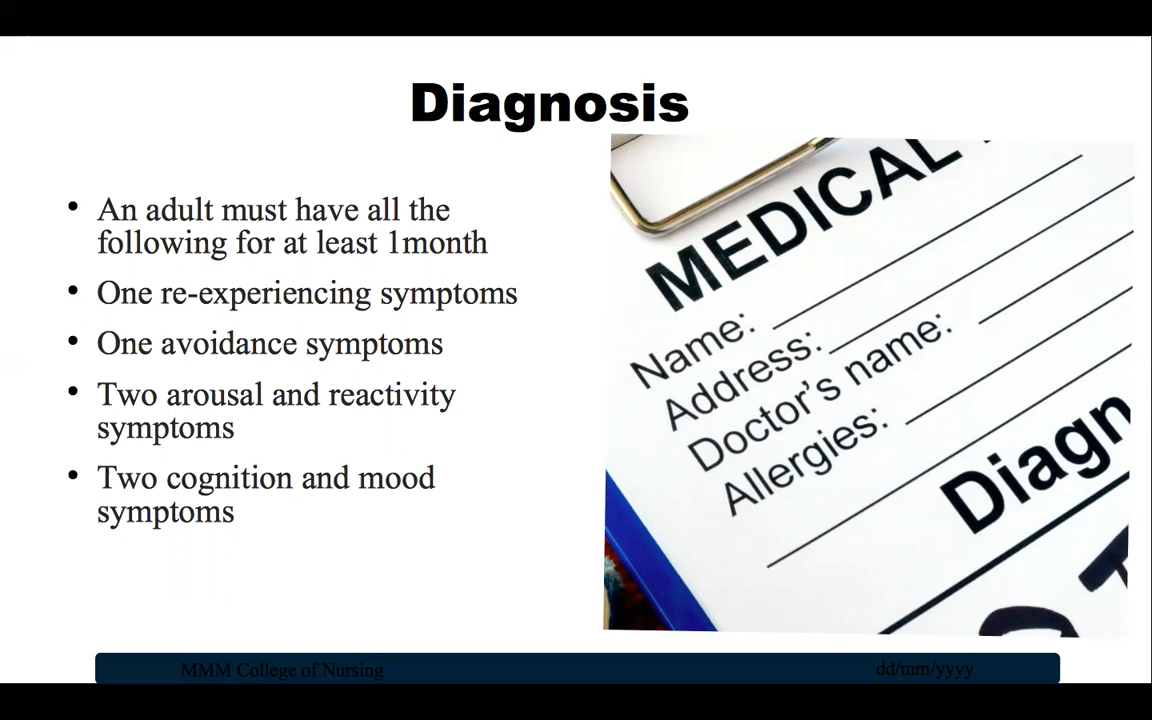 Diagnosis
• An adult must have all the
following for at least 1month
• One re-experiencing symptoms
• One avoidance symptoms
• Two arousal and reactivity
symptoms
• Two cognition and mood
symptoms
MEDICAL
Name:
Address:
Doctor's name:
Allergies:
Diagn
MMM College of Nursing
dd/mm/yyyy